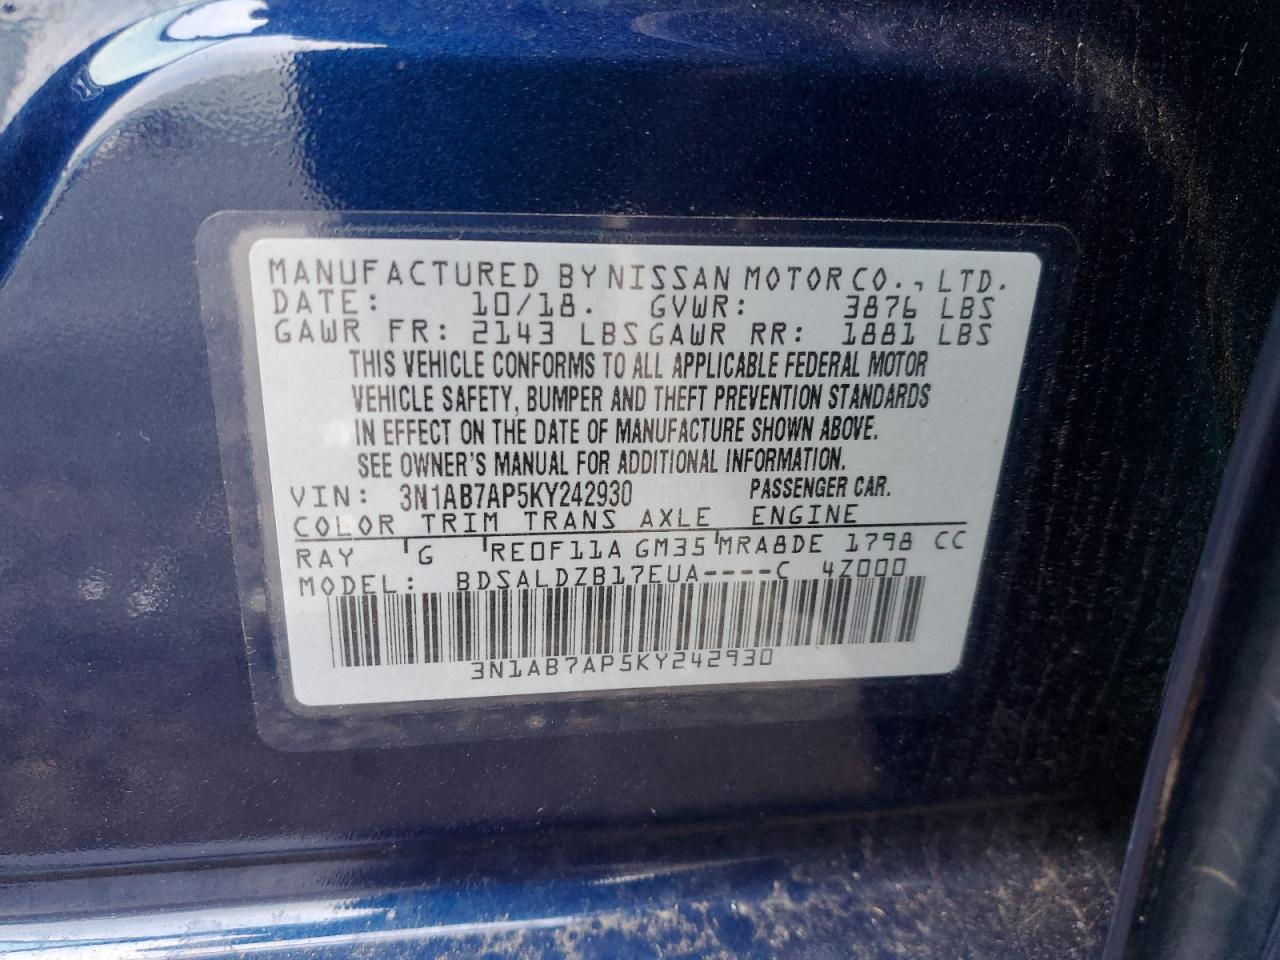 MANUFACTURED BY NISSAN MOTOR CO., LTD.
DATE: 10/18. GVWR: 3876 LBS
GAWR FR: 2143 LBS GAWR RR: 1881 LBS
THIS VEHICLE CONFORMS TO ALL APPLICABLE FEDERAL MOTOR
VEHICLE SAFETY, BUMPER AND THEFT PREVENTION STANDARDS
IN EFFECT ON THE DATE OF MANUFACTURE SHOWN ABOVE.
SEE OWNER'S MANUAL FOR ADDITIONAL INFORMATION.
VIN: 3N1AB7AP5KY242930 PASSENGER CAR.
COLOR TRIM TRANS AXLE ENGINE
RAY G RE0F11A GM35 MRA8DE 1798 CC
MODEL: BDSALDZB17EUA----C 4Z000
3N1AB7AP5KY242930